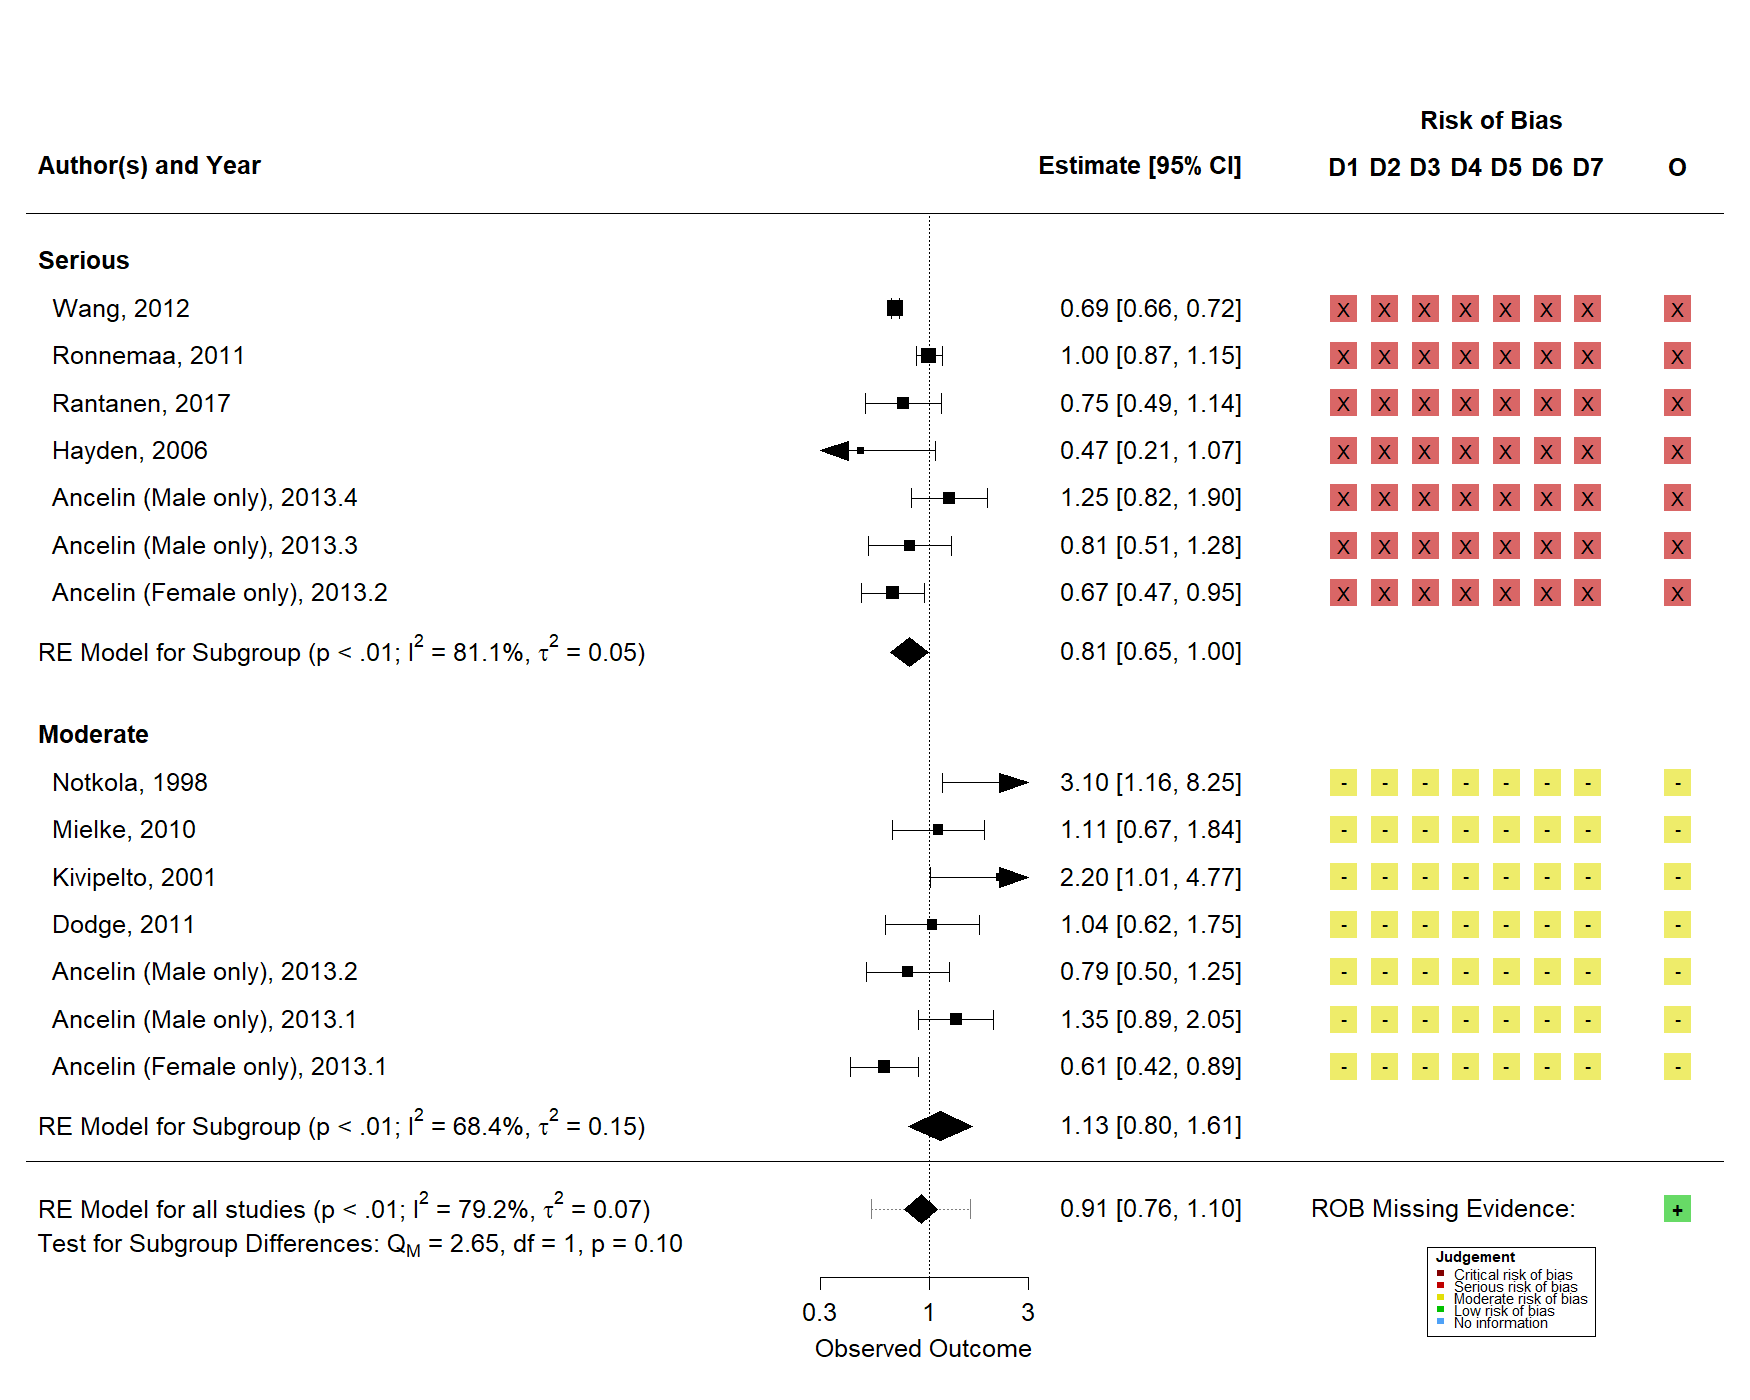 Risk of Bias
Author(s) and Year Estimate [95% CI] D1 D2 D3 D4 D5 D6 D7 O
Serious
Wang, 2012 0.69 [0.66, 0.72] X X X X X X X X
Ronnemaa, 2011 1.00 [0.87, 1.15] X X X X X X X X
Rantanen, 2017 0.75 [0.49, 1.14] X X X X X X X X
Hayden, 2006 0.47 [0.21, 1.07] X X X X X X X X
Ancelin (Male only), 2013.4 1.25 [0.82, 1.90] X X X X X X X X
Ancelin (Male only), 2013.3 0.81 [0.51, 1.28] X X X X X X X X
Ancelin (Female only), 2013.2 0.67 [0.47, 0.95] X X X X X X X X
RE Model for Subgroup (p < .01; I² = 81.1%, τ² = 0.05) 0.81 [0.65, 1.00]
Moderate
Notkola, 1998 3.10 [1.16, 8.25] - - - - - - - -
Mielke, 2010 1.11 [0.67, 1.84] - - - - - - - -
Kivipelto, 2001 2.20 [1.01, 4.77] - - - - - - - -
Dodge, 2011 1.04 [0.62, 1.75] - - - - - - - -
Ancelin (Male only), 2013.2 0.79 [0.50, 1.25] - - - - - - - -
Ancelin (Male only), 2013.1 1.35 [0.89, 2.05] - - - - - - - -
Ancelin (Female only), 2013.1 0.61 [0.42, 0.89] - - - - - - - -
RE Model for Subgroup (p < .01; I² = 68.4%, τ² = 0.15) 1.13 [0.80, 1.61]
RE Model for all studies (p < .01; I² = 79.2%, τ² = 0.07) 0.91 [0.76, 1.10] ROB Missing Evidence: +
Test for Subgroup Differences: Q_M = 2.65, df = 1, p = 0.10
Judgement
Critical risk of bias
Serious risk of bias
Moderate risk of bias
Low risk of bias
No information
0.3 1 3
Observed Outcome